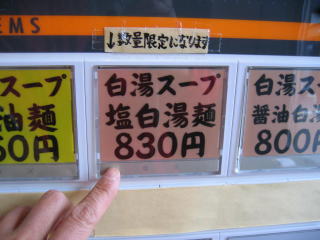 EMS
↓数量限定になります
スープ
油麺
60円
白湯スープ
塩白湯麺
830円
白湯スープ
醤油白湯
800円